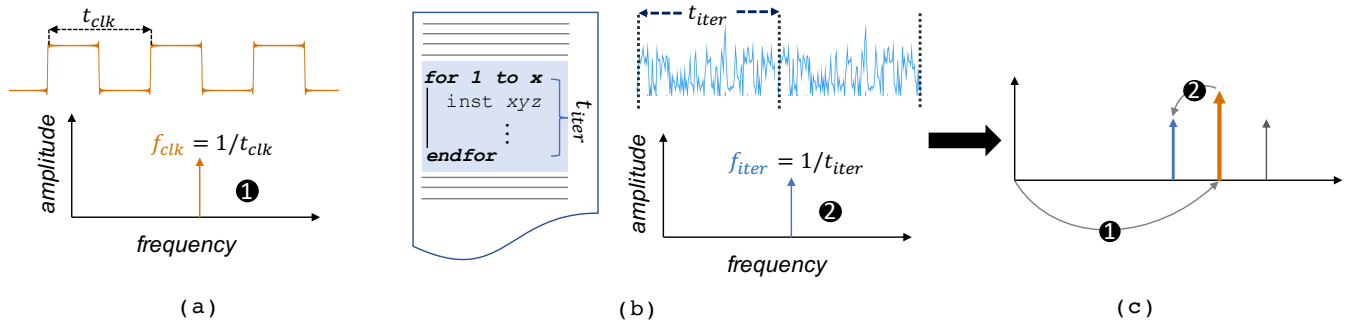 t_clk
f_clk = 1/t_clk
amplitude
❶
frequency
(a)
for 1 to x
inst xyz
⋮
endfor
t_iter
t_iter
f_iter = 1/t_iter
amplitude
❷
frequency
(b)
❷
❶
(c)